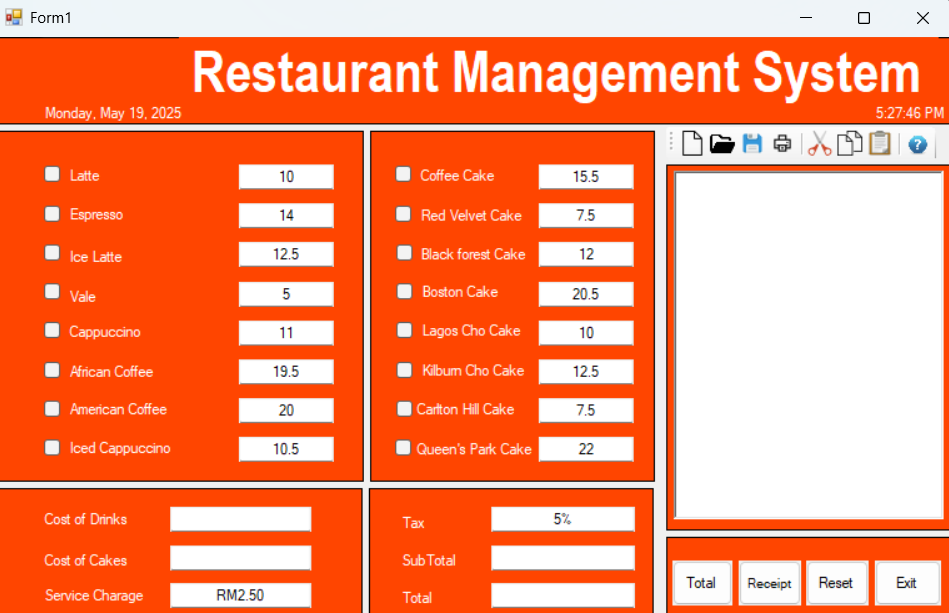 Form1
Restaurant Management System
Monday, May 19, 2025 5:27:46 PM
Latte 10
Espresso 14
Ice Latte 12.5
Vale 5
Cappuccino 11
African Coffee 19.5
American Coffee 20
Iced Cappuccino 10.5
Coffee Cake 15.5
Red Velvet Cake 7.5
Black forest Cake 12
Boston Cake 20.5
Lagos Cho Cake 10
Kilburn Cho Cake 12.5
Carlton Hill Cake 7.5
Queen's Park Cake 22
Cost of Drinks
Cost of Cakes
Service Charage RM2.50
Tax 5%
SubTotal
Total
Total Receipt Reset Exit